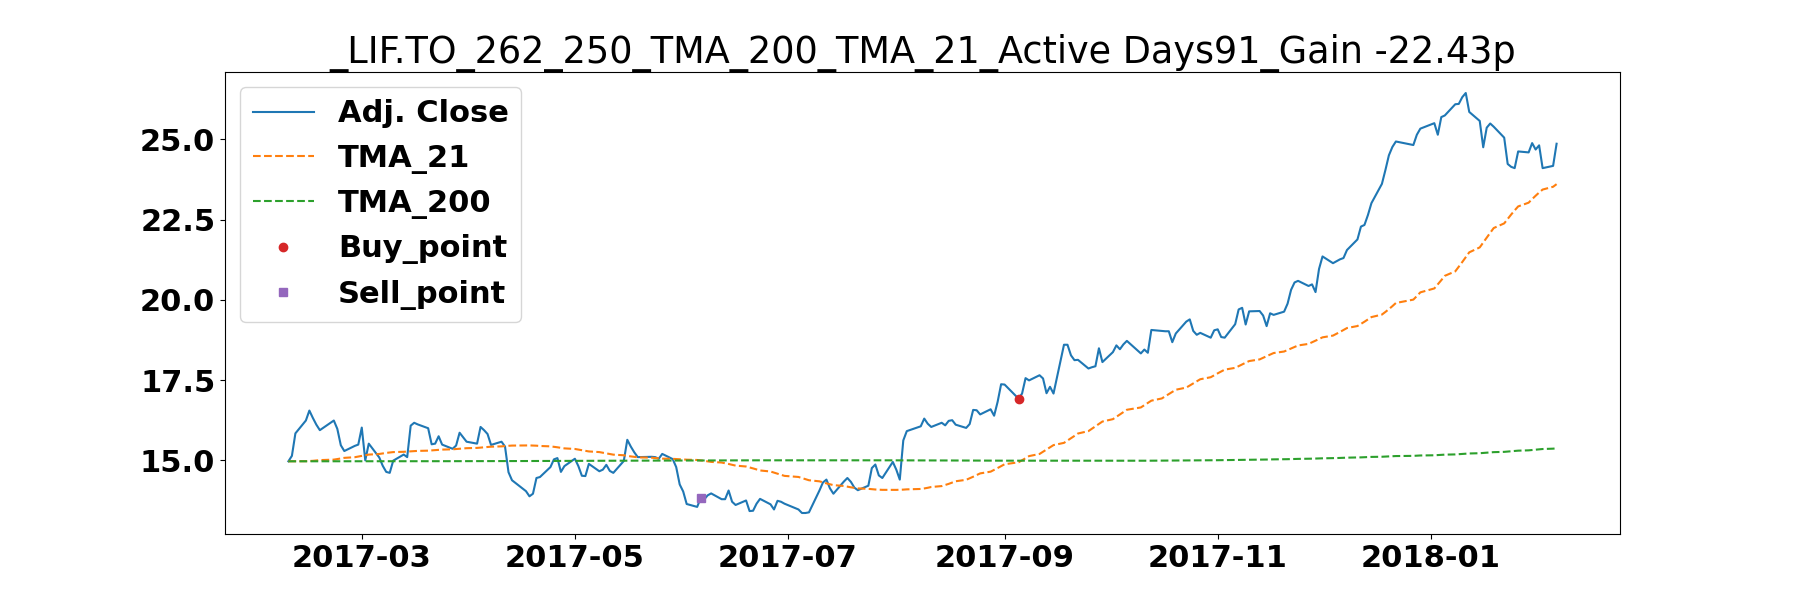 _LIF.TO_262_250_TMA_200_TMA_21_Active Days91_Gain -22.43p
Adj. Close
TMA_21
TMA_200
Buy_point
Sell_point
25.0
22.5
20.0
17.5
15.0
2017-03 2017-05 2017-07 2017-09 2017-11 2018-01